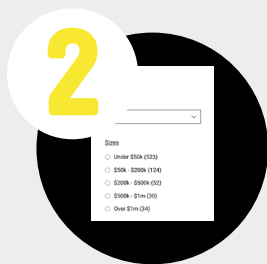 2
Sizes
Under $50k (523)
$50k - $200k (124)
$200k - $500k (52)
$500k - $1m (30)
Over $1m (34)